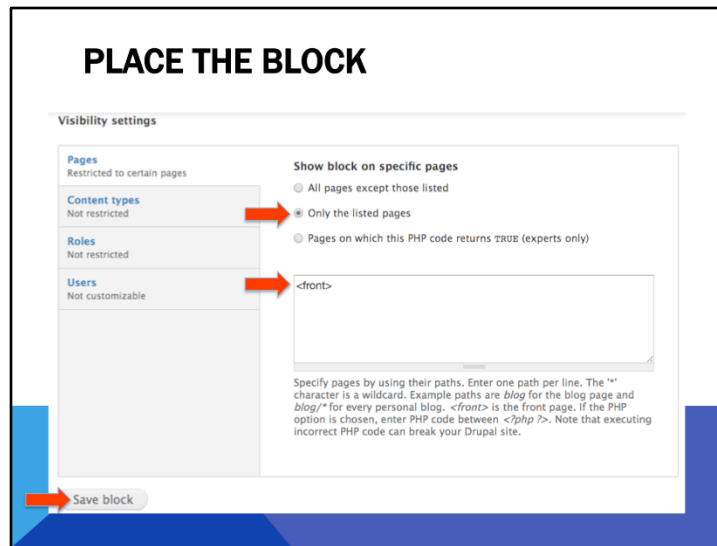 PLACE THE BLOCK
Visibility settings
Pages
Restricted to certain pages
Content types
Not restricted
Roles
Not restricted
Users
Not customizable
Show block on specific pages
All pages except those listed
Only the listed pages
Pages on which this PHP code returns TRUE (experts only)
<front>
Specify pages by using their paths. Enter one path per line. The '*'
character is a wildcard. Example paths are blog for the blog page and
blog/* for every personal blog. <front> is the front page. If the PHP
option is chosen, enter PHP code between <?php ?>. Note that executing
incorrect PHP code can break your Drupal site.
Save block